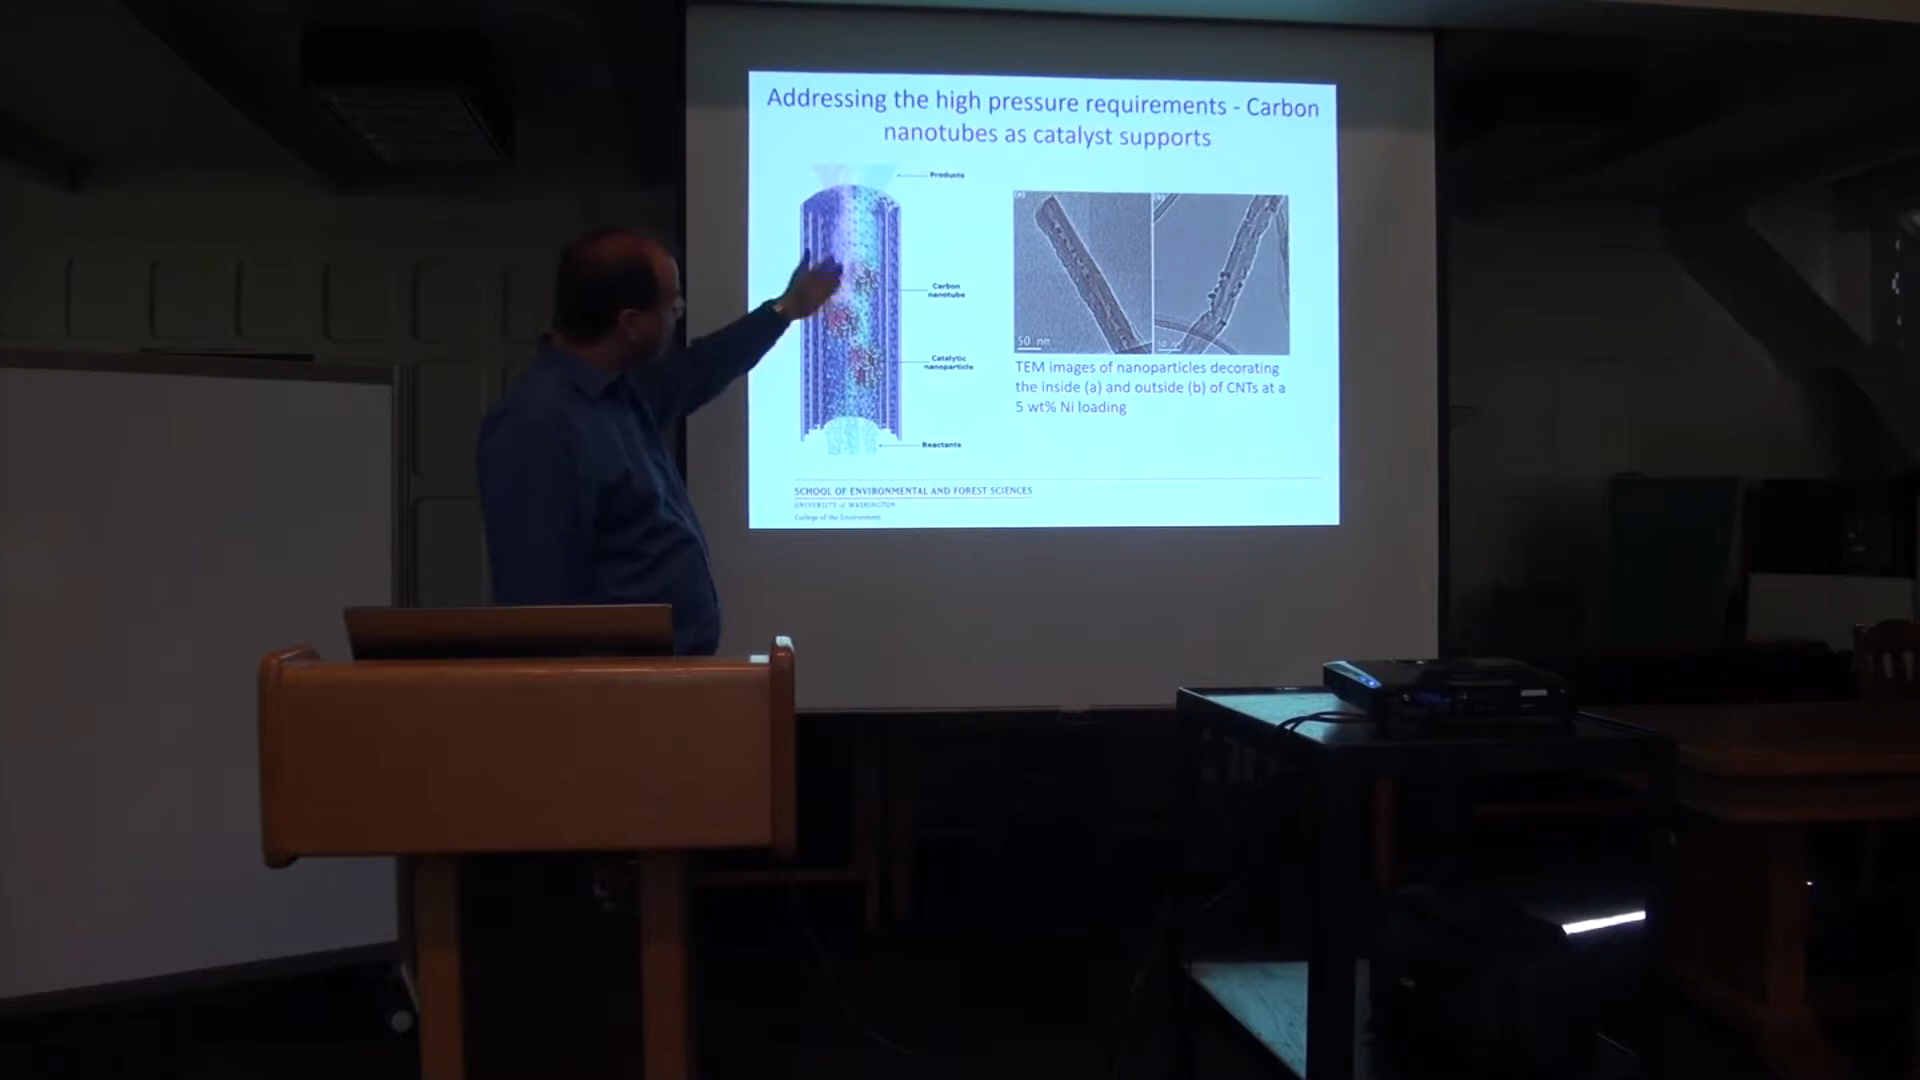 Addressing the high pressure requirements - Carbon
nanotubes as catalyst supports
Products
Carbon
nanotube
Catalytic
nanoparticle
Reactants
(a)
(b)
50 nm
50 nm
TEM images of nanoparticles decorating
the inside (a) and outside (b) of CNTs at a
5 wt% Ni loading
SCHOOL OF ENVIRONMENTAL AND FOREST SCIENCES
UNIVERSITY of WASHINGTON
College of the Environment